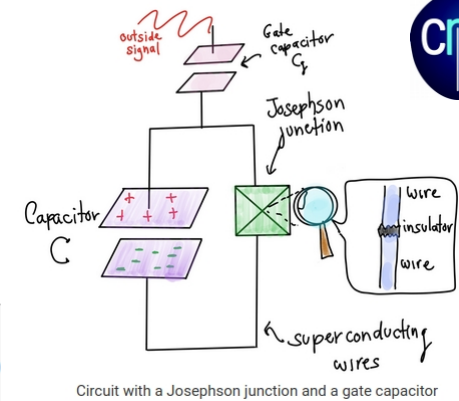 outside
signal
Gate
capacitor
Cg
Josephson
junction
Capacitor
C
+ +
+ + +
- - -
- - - -
wire
insulator
wire
superconducting
wires
Circuit with a Josephson junction and a gate capacitor